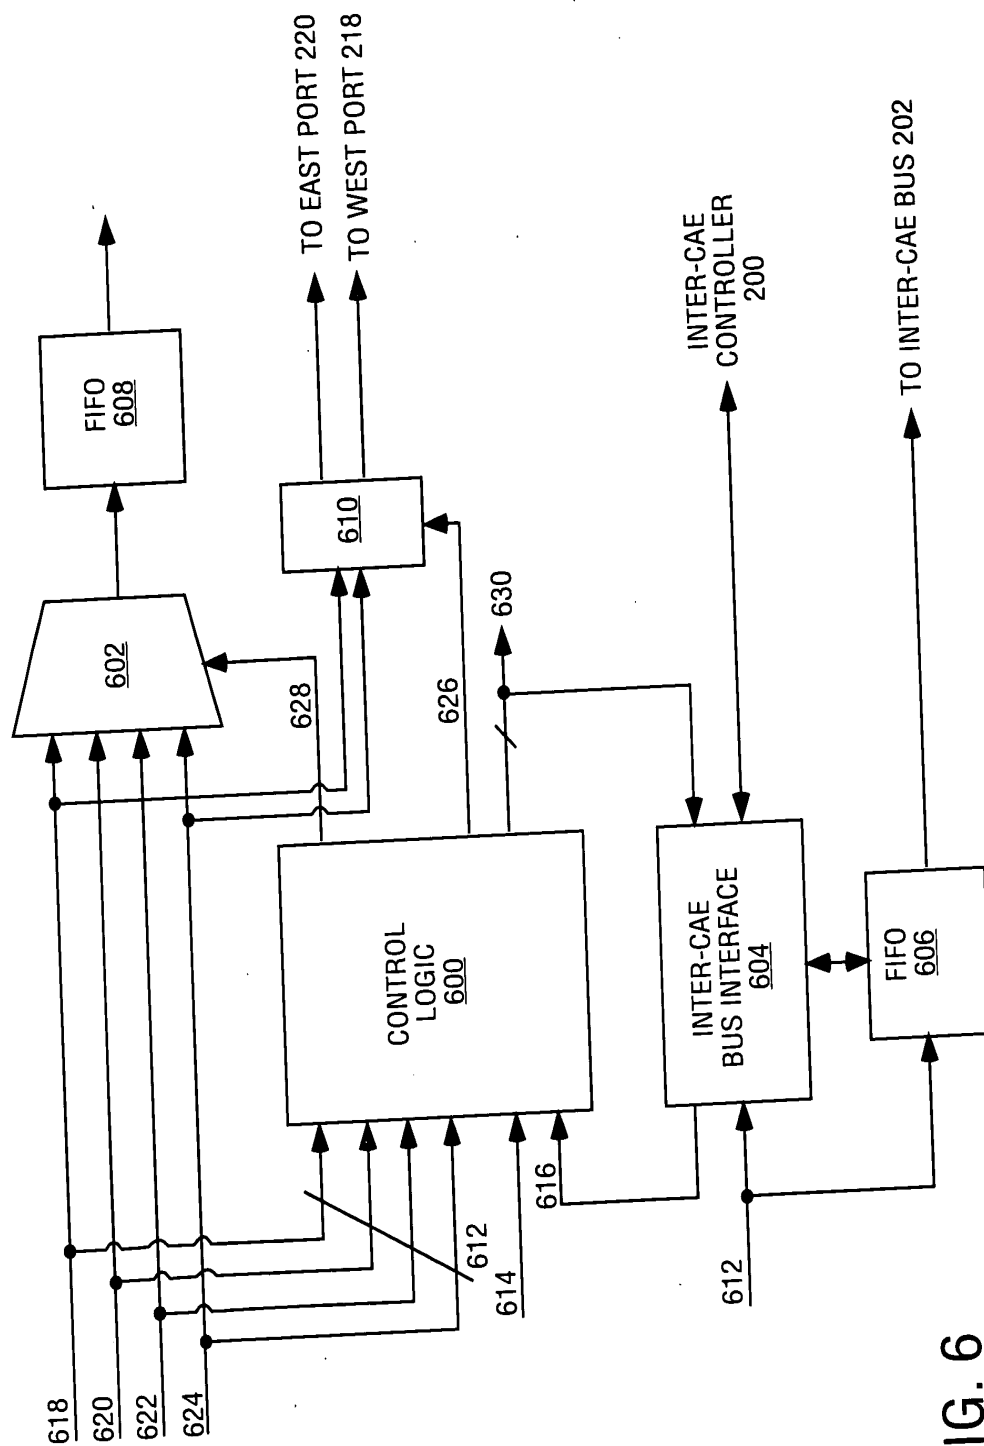 618
620
622
624
602
FIFO
608
628
610
TO EAST PORT 220
TO WEST PORT 218
612
614
616
CONTROL
LOGIC
600
626
630
INTER-CAE
CONTROLLER
200
612
INTER-CAE
BUS INTERFACE
604
FIFO
606
TO INTER-CAE BUS 202
IG. 6